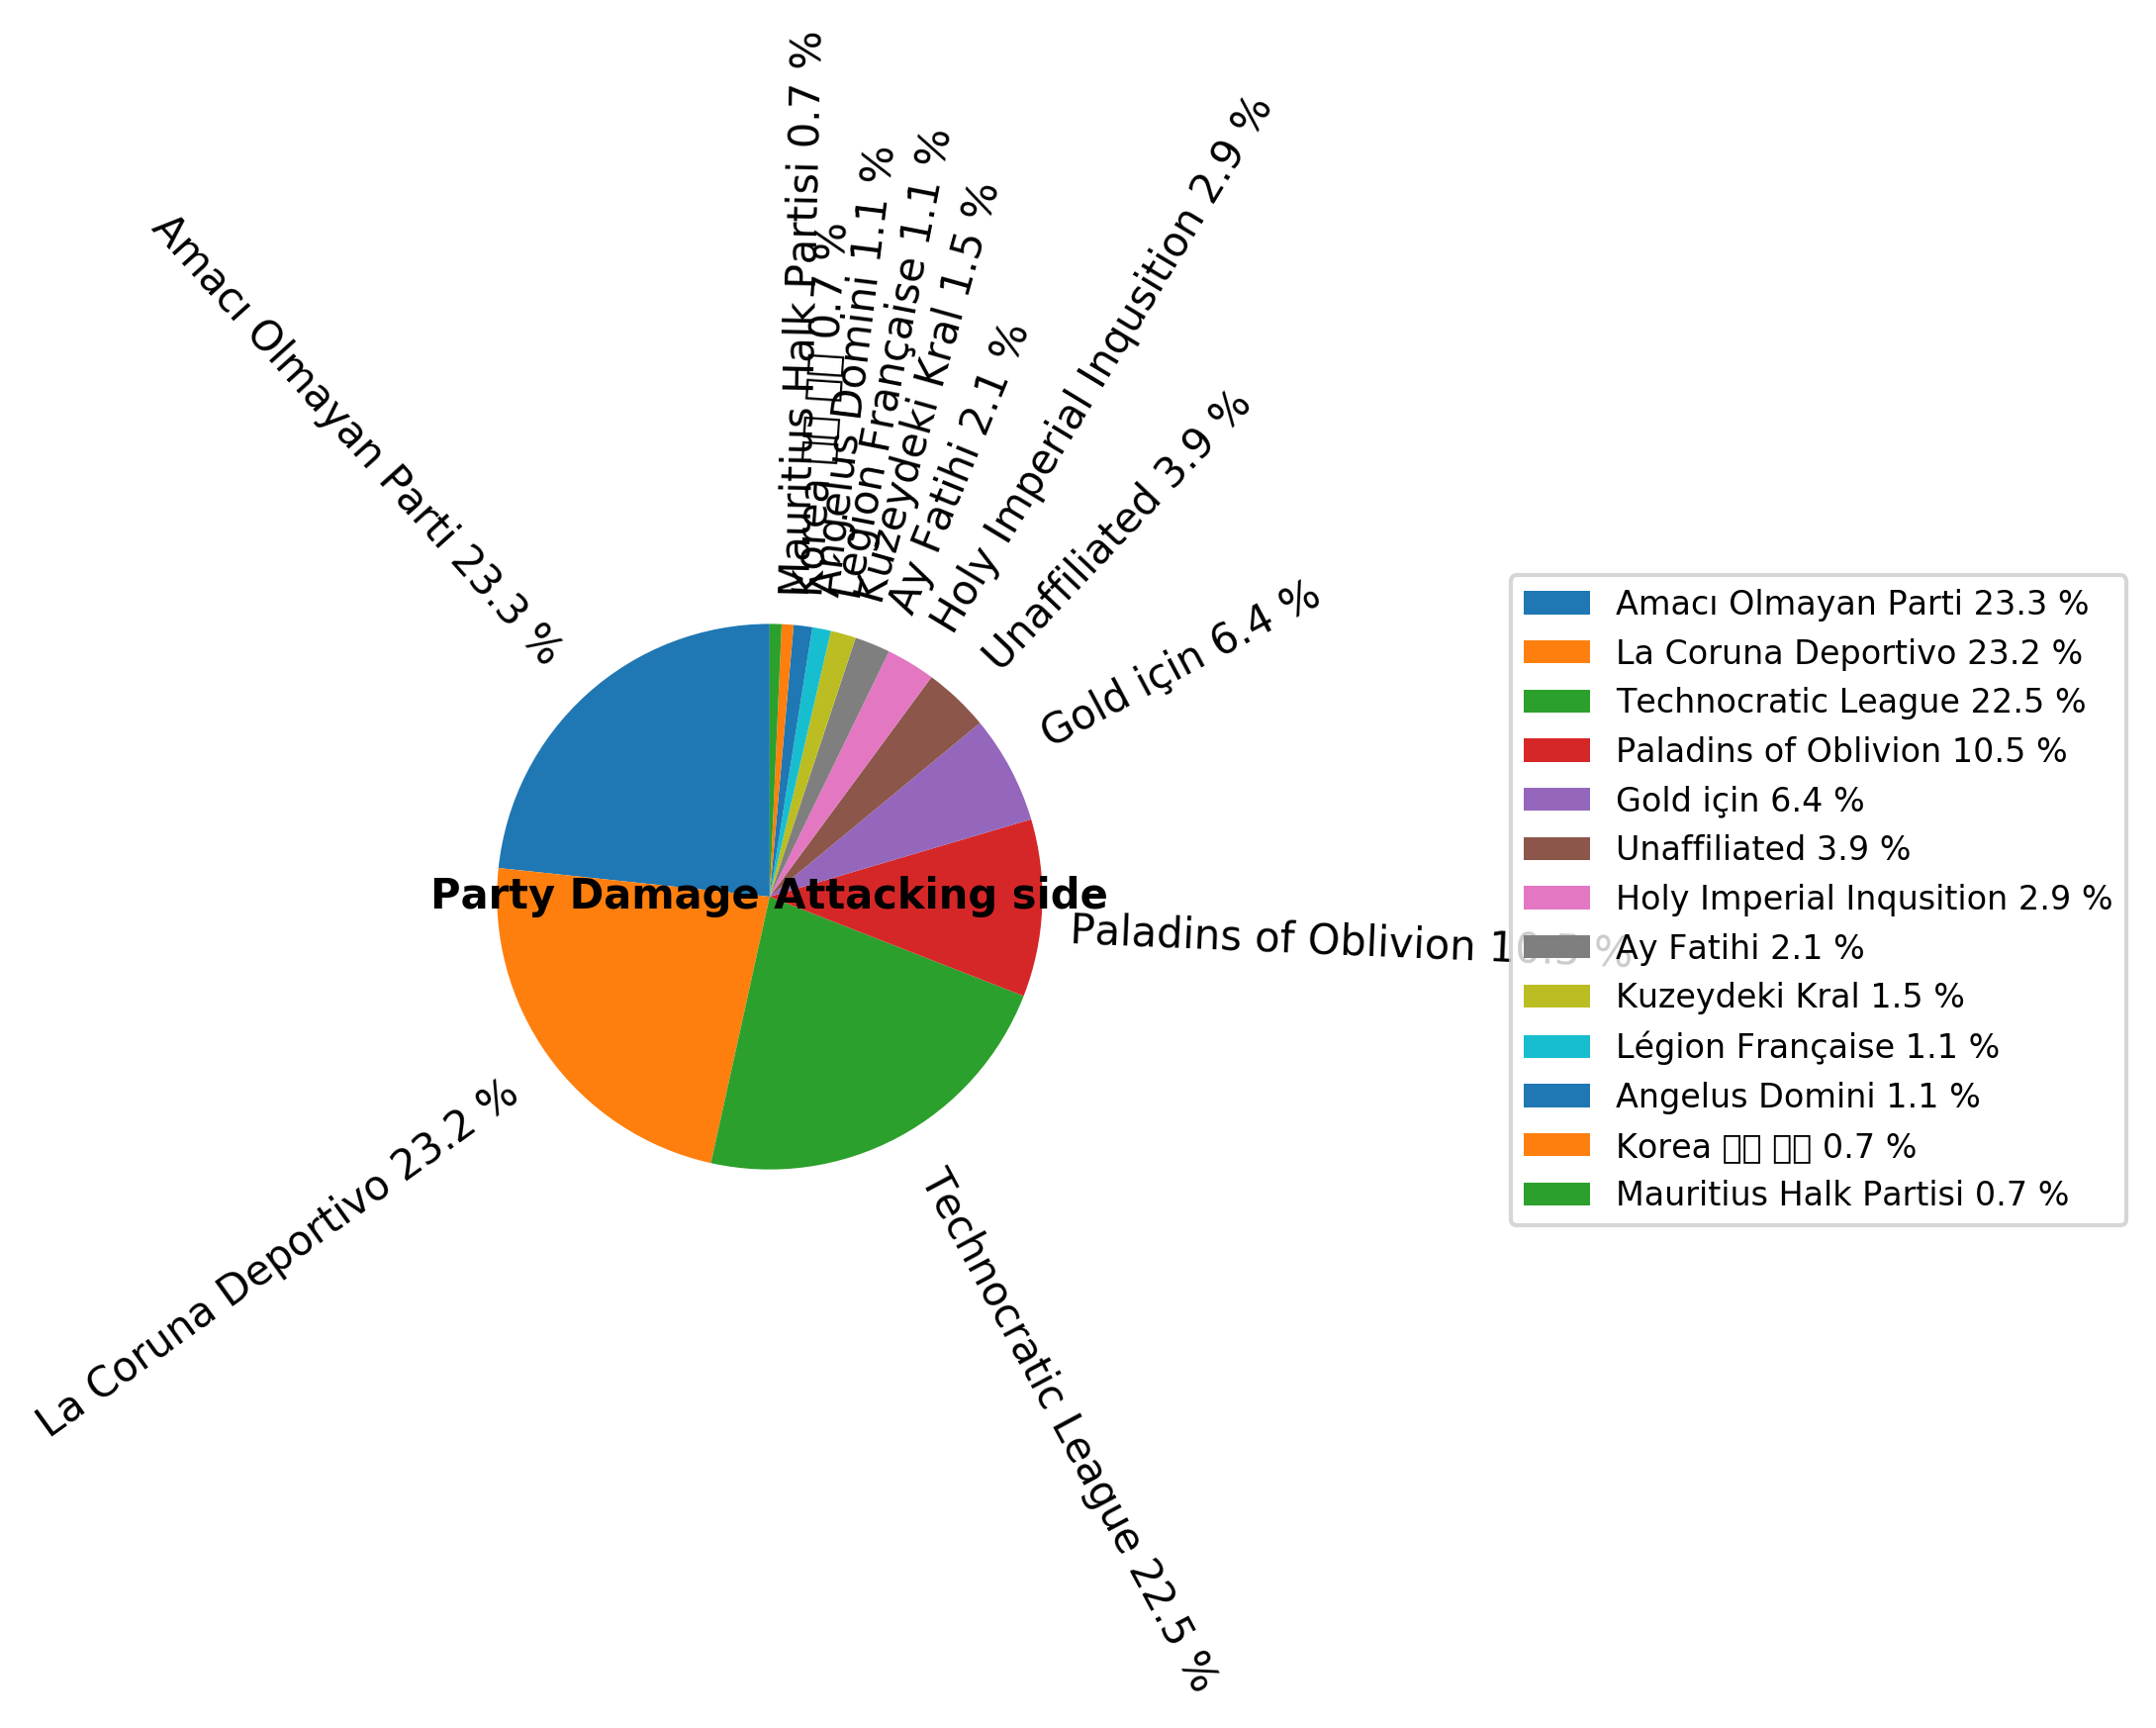 Mauritius Halk Partisi 0.7 %
Korea 0.7 %
Angelus Domini 1.1 %
Légion Française 1.1 %
Kuzeydeki Kral 1.5 %
Ay Fatihi 2.1 %
Holy Imperial Inqusition 2.9 %
Unaffiliated 3.9 %
Gold için 6.4 %
Paladins of Oblivion 10.5 %
Technocratic League 22.5 %
La Coruna Deportivo 23.2 %
Amacı Olmayan Parti 23.3 %
Party Damage Attacking side
Amacı Olmayan Parti 23.3 %
La Coruna Deportivo 23.2 %
Technocratic League 22.5 %
Paladins of Oblivion 10.5 %
Gold için 6.4 %
Unaffiliated 3.9 %
Holy Imperial Inqusition 2.9 %
Ay Fatihi 2.1 %
Kuzeydeki Kral 1.5 %
Légion Française 1.1 %
Angelus Domini 1.1 %
Korea 0.7 %
Mauritius Halk Partisi 0.7 %